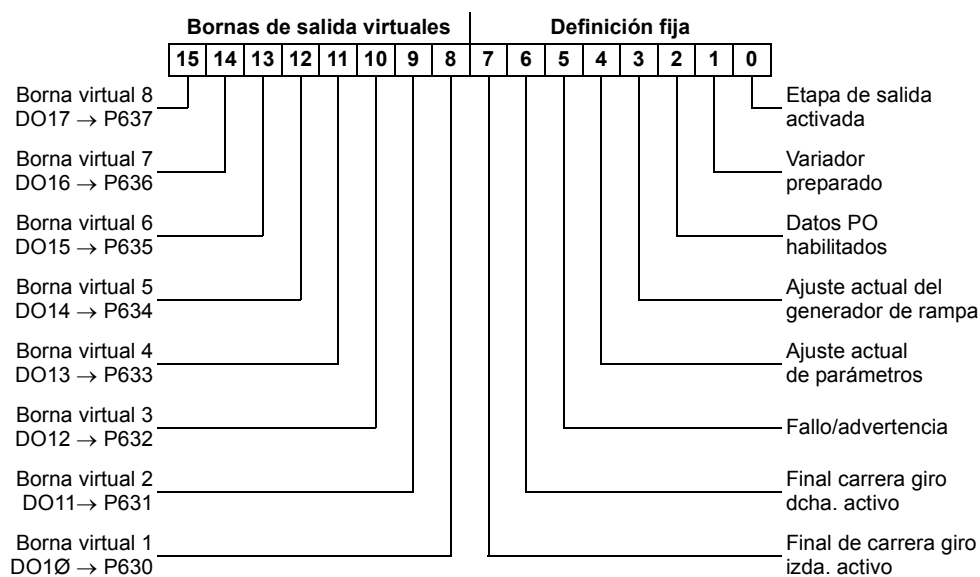 Bornas de salida virtuales
Definición fija
15 14 13 12 11 10 9 8 7 6 5 4 3 2 1 0
Borna virtual 8
DO17 → P637
Borna virtual 7
DO16 → P636
Borna virtual 6
DO15 → P635
Borna virtual 5
DO14 → P634
Borna virtual 4
DO13 → P633
Borna virtual 3
DO12 → P632
Borna virtual 2
DO11→ P631
Borna virtual 1
DO1Ø → P630
Etapa de salida
activada
Variador
preparado
Datos PO
habilitados
Ajuste actual del
generador de rampa
Ajuste actual
de parámetros
Fallo/advertencia
Final carrera giro
dcha. activo
Final de carrera giro
izda. activo